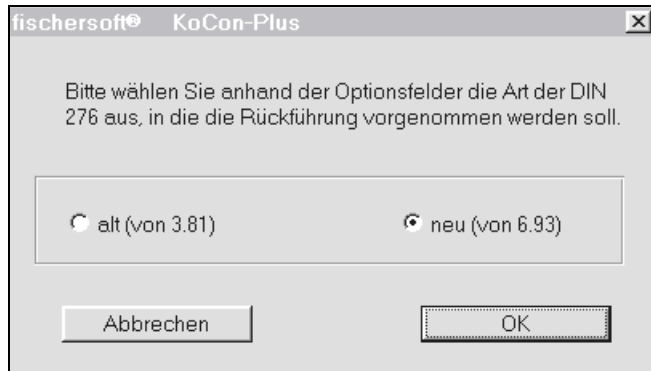 fischersoft® KoCon-Plus
Bitte wählen Sie anhand der Optionsfelder die Art der DIN
276 aus, in die die Rückführung vorgenommen werden soll.
alt (von 3.81) neu (von 6.93)
Abbrechen OK